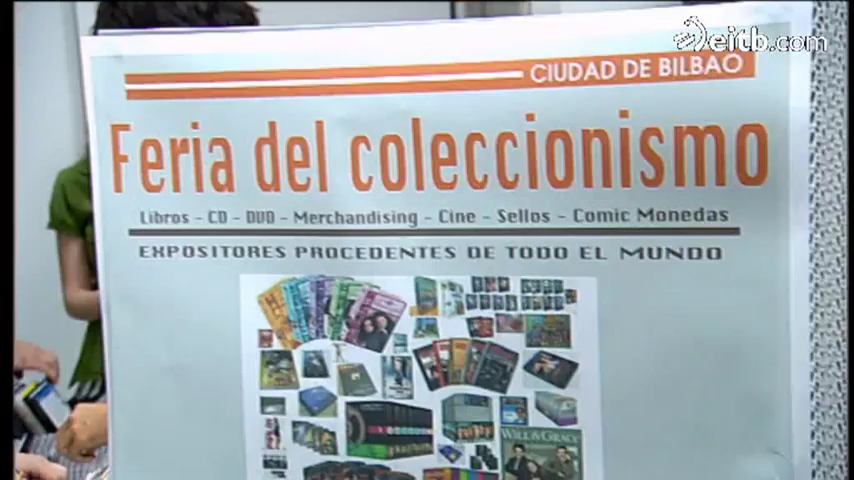 eitb.com
CIUDAD DE BILBAO
Feria del coleccionismo
Libros - CD - DVD - Merchandising - Cine - Sellos - Comic Monedas
EXPOSITORES PROCEDENTES DE TODO EL MUNDO
WILL & GRACE